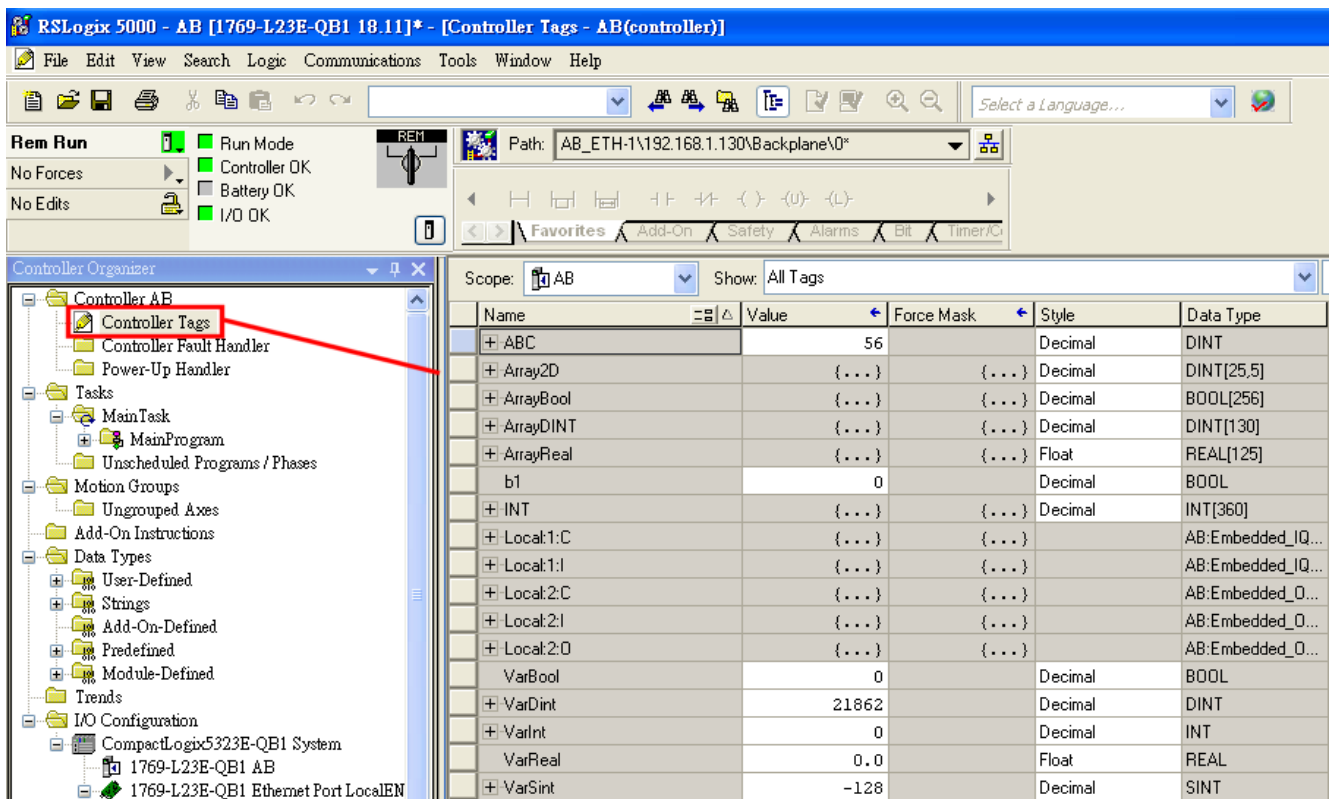 RSLogix 5000 - AB [1769-L23E-QB1 18.11]* - [Controller Tags - AB(controller)]
File Edit View Search Logic Communications Tools Window Help
Select a Language...
Rem Run
No Forces
No Edits
Run Mode
Controller OK
Battery OK
I/O OK
REM
Path: AB_ETH-1\192.168.1.130\Backplane\0*
Favorites Add-On Safety Alarms Bit Timer/C
Controller Organizer
Controller AB
Controller Tags
Controller Fault Handler
Power-Up Handler
Tasks
MainTask
MainProgram
Unscheduled Programs / Phases
Motion Groups
Ungrouped Axes
Add-On Instructions
Data Types
User-Defined
Strings
Add-On-Defined
Predefined
Module-Defined
Trends
I/O Configuration
CompactLogix5323E-QB1 System
1769-L23E-QB1 AB
1769-L23E-QB1 Ethernet Port LocalEN
Scope: AB Show: All Tags
Name Value Force Mask Style Data Type
ABC 56 Decimal DINT
Array2D {...} {...} Decimal DINT[25,5]
ArrayBool {...} {...} Decimal BOOL[256]
ArrayDINT {...} {...} Decimal DINT[130]
ArrayReal {...} {...} Float REAL[125]
b1 0 Decimal BOOL
INT {...} {...} Decimal INT[360]
Local:1:C {...} {...} AB:Embedded_IQ...
Local:1:I {...} {...} AB:Embedded_IQ...
Local:2:C {...} {...} AB:Embedded_O...
Local:2:I {...} {...} AB:Embedded_O...
Local:2:O {...} {...} AB:Embedded_O...
VarBool 0 Decimal BOOL
VarDint 21862 Decimal DINT
VarInt 0 Decimal INT
VarReal 0.0 Float REAL
VarSint -128 Decimal SINT